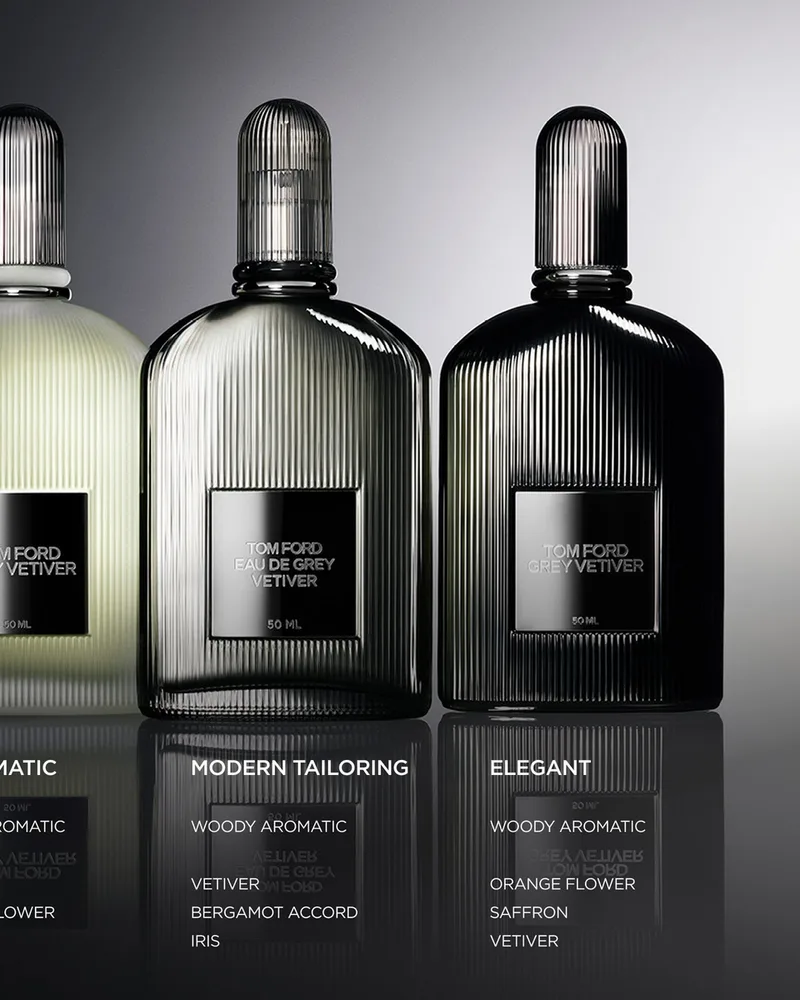 M FORD
Y VETIVER
50 ML
TOM FORD
EAU DE GREY
VETIVER
50 ML
TOM FORD
GREY VETIVER
50 ML
MATIC
ROMATIC
LOWER
MODERN TAILORING
WOODY AROMATIC
VETIVER
BERGAMOT ACCORD
IRIS
ELEGANT
WOODY AROMATIC
ORANGE FLOWER
SAFFRON
VETIVER